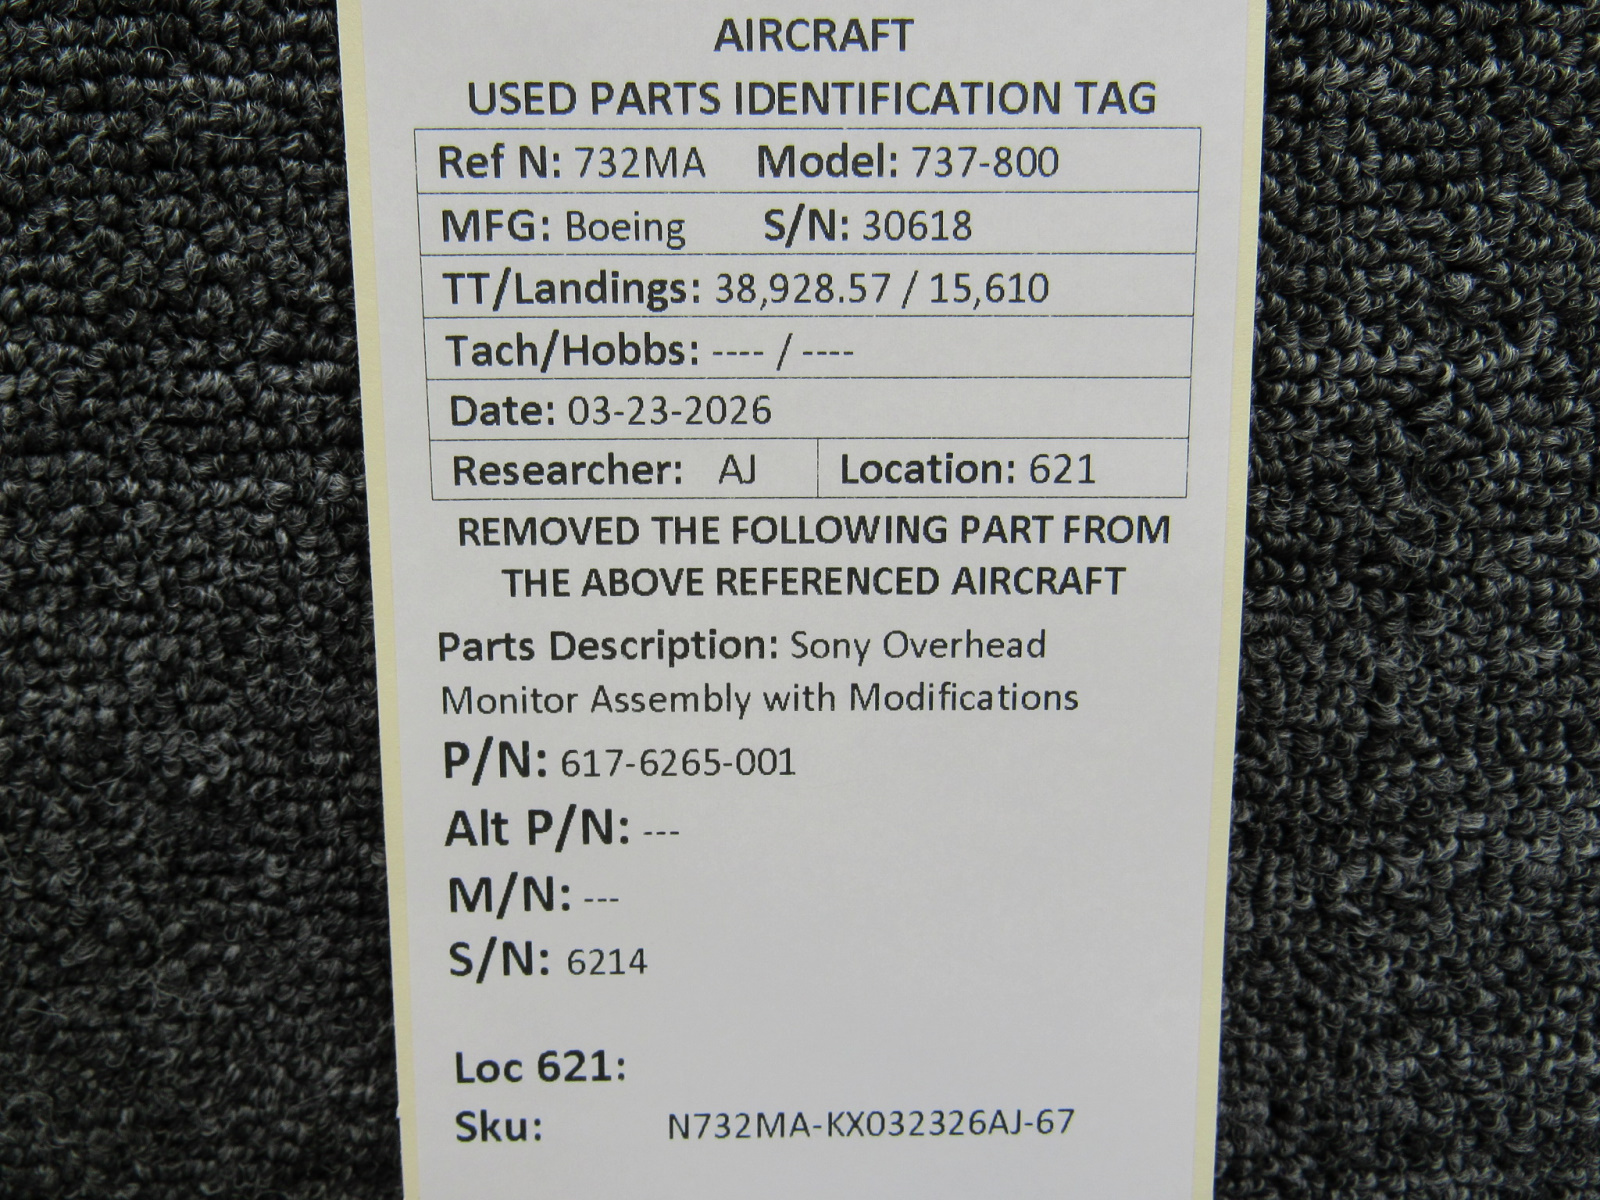 AIRCRAFT
USED PARTS IDENTIFICATION TAG
Ref N: 732MA Model: 737-800
MFG: Boeing S/N: 30618
TT/Landings: 38,928.57 / 15,610
Tach/Hobbs: ---- / ----
Date: 03-23-2026
Researcher: AJ Location: 621
REMOVED THE FOLLOWING PART FROM
THE ABOVE REFERENCED AIRCRAFT
Parts Description: Sony Overhead
Monitor Assembly with Modifications
P/N: 617-6265-001
Alt P/N: ---
M/N: ---
S/N: 6214
Loc 621:
Sku: N732MA-KX032326AJ-67